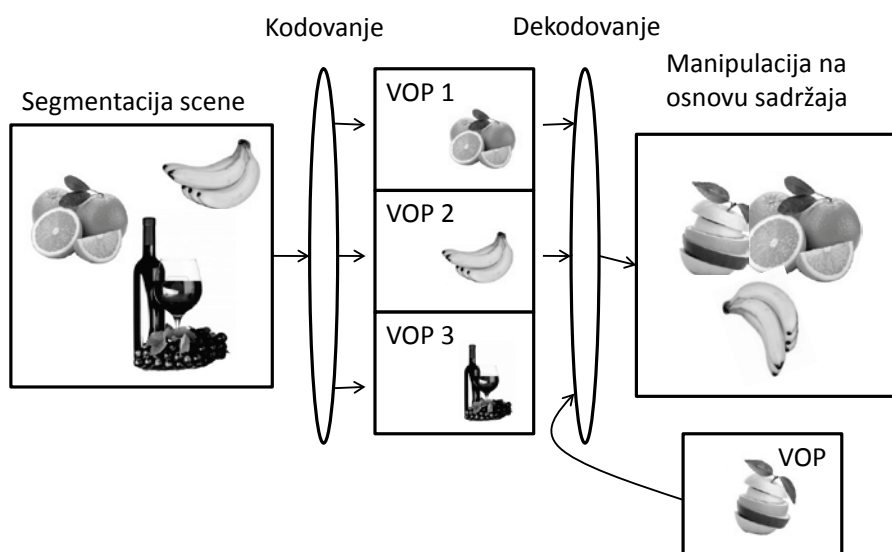 Kodovanje
Dekodovanje
Segmentacija scene
Manipulacija na
osnovu sadržaja
VOP 1
VOP 2
VOP 3
VOP